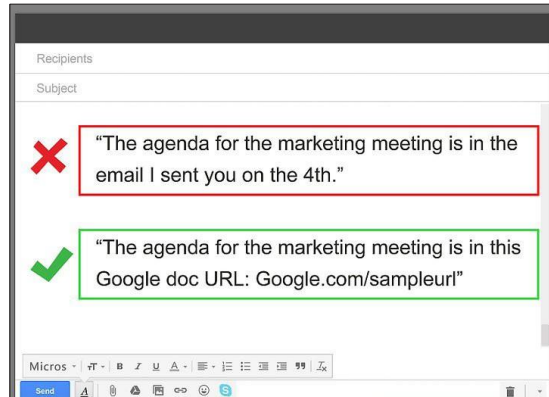 Recipients
Subject
“The agenda for the marketing meeting is in the
email I sent you on the 4th.”
“The agenda for the marketing meeting is in this
Google doc URL: Google.com/sampleurl”
Micros T B I U A Tx
Send A S